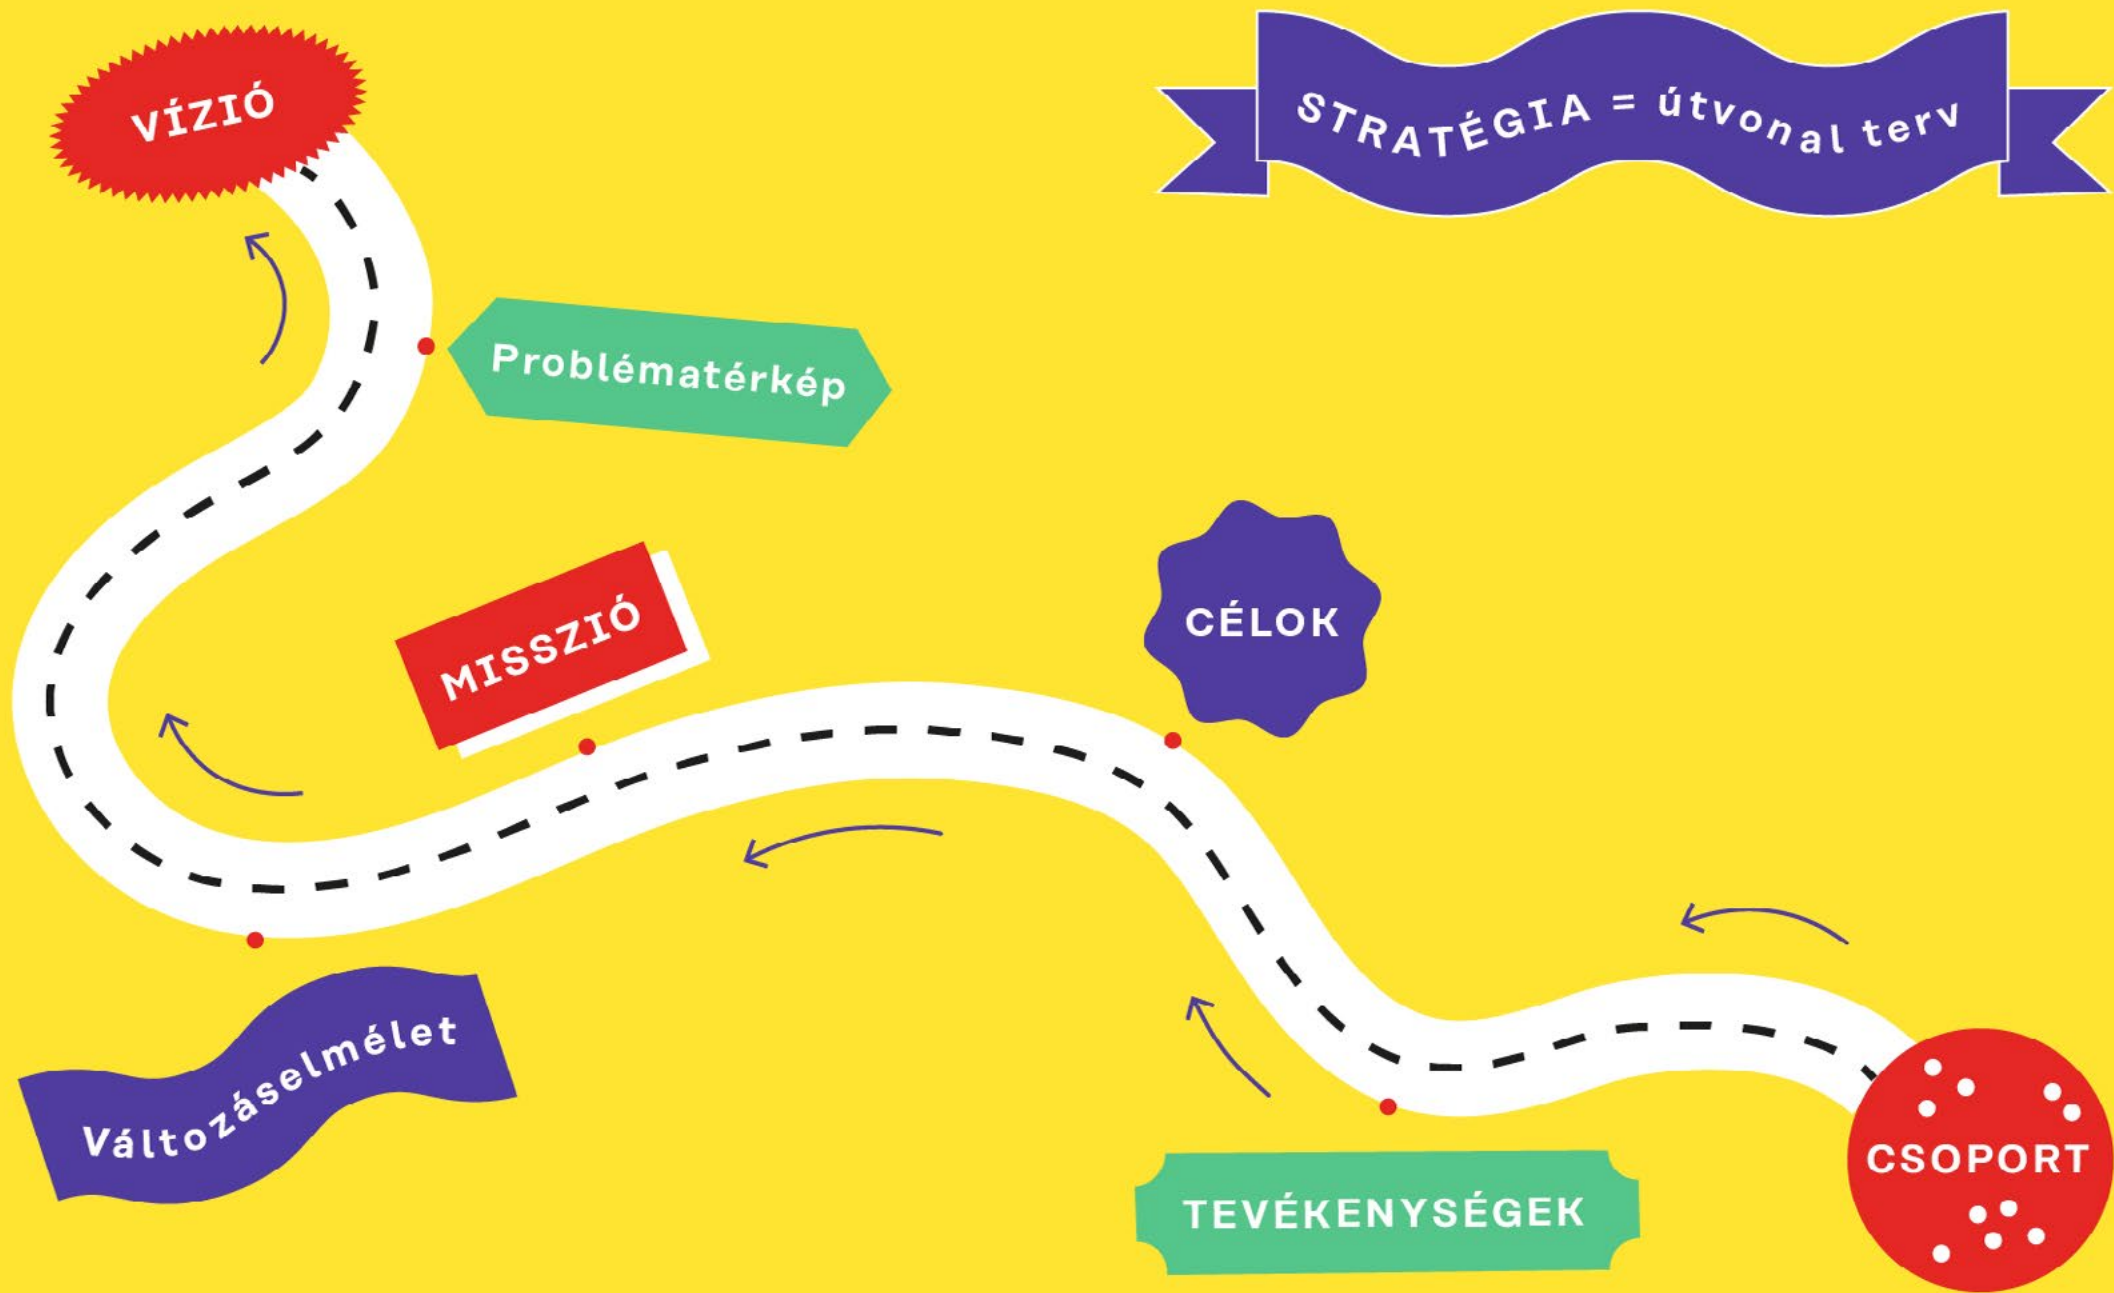 VÍZIÓ
STRATÉGIA = útvonal terv
Problématérkép
MISSZIÓ
CÉLOK
Változáselmélet
TEVÉKENYSÉGEK
CSOPORT